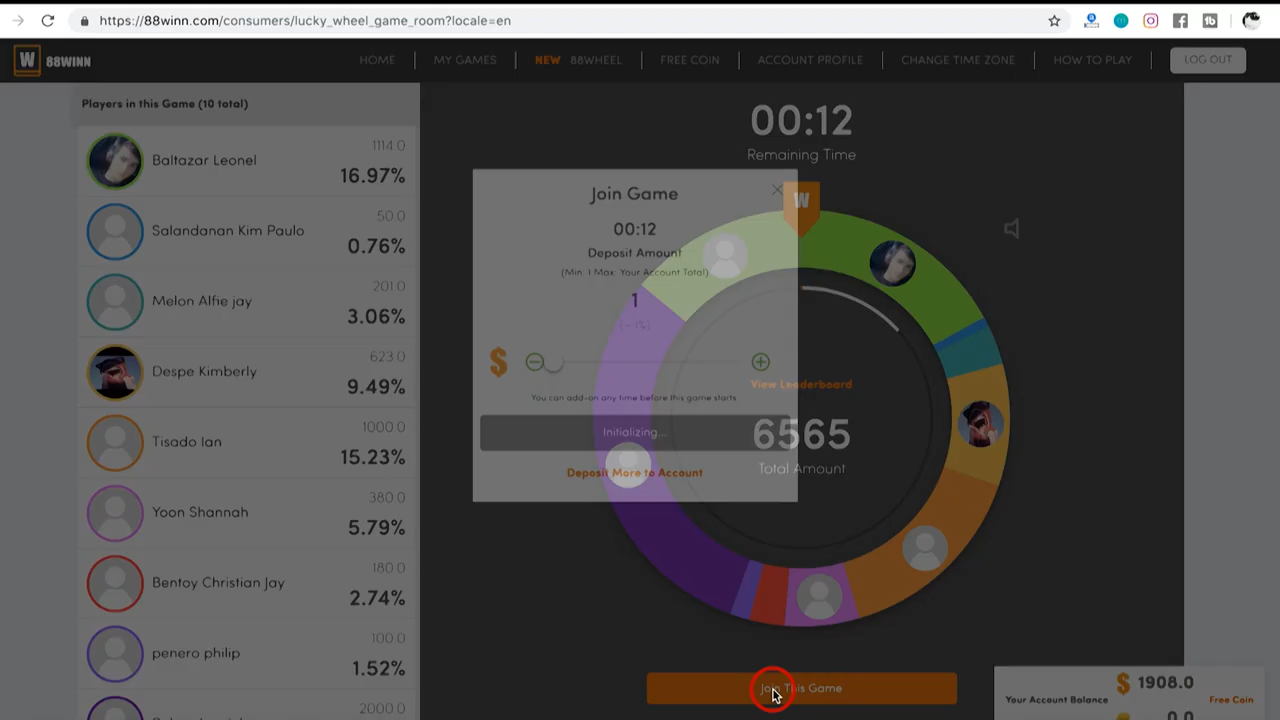 https://88winn.com/consumers/lucky_wheel_game_room?locale=en
W 88WINN
HOME MY GAMES NEW 88WHEEL FREE COIN ACCOUNT PROFILE CHANGE TIME ZONE HOW TO PLAY LOG OUT
Players in this Game (10 total)
Baltazar Leonel
1114.0
16.97%
Salandanan Kim Paulo
50.0
0.76%
Melon Alfie jay
201.0
3.06%
Despe Kimberly
623.0
9.49%
Tisado Ian
1000.0
15.23%
Yoon Shannah
380.0
5.79%
Bentoy Christian Jay
180.0
2.74%
penero philip
100.0
1.52%
2000.0
00:12
Remaining Time
W
Join Game
00:12
Deposit Amount
(Min: 1 Max: Your Account Total)
1
(~ 1%)
$
You can add-on any time before this game starts
Initializing...
Deposit More to Account
View Leaderboard
6565
Total Amount
Join This Game
Your Account Balance
$ 1908.0
Free Coin
0.0